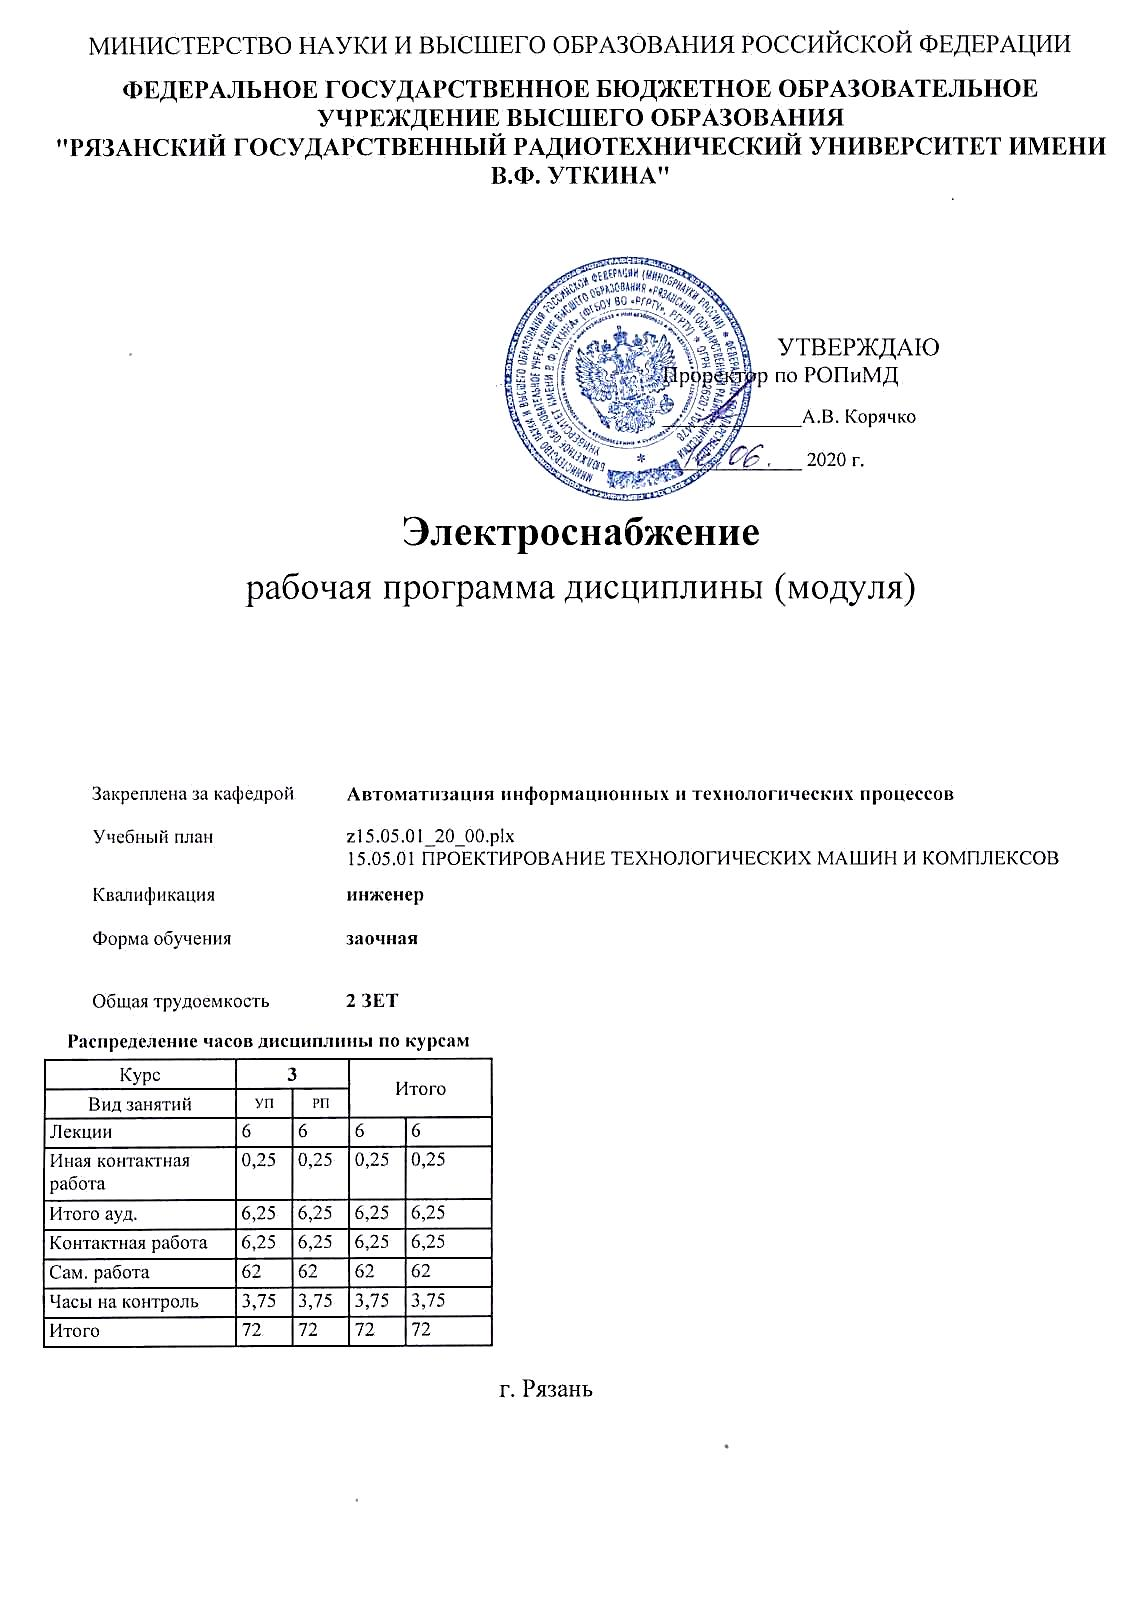 МИНИСТЕРСТВО НАУКИ И ВЫСШЕГО ОБРАЗОВАНИЯ РОССИЙСКОЙ ФЕДЕРАЦИИ
ФЕДЕРАЛЬНОЕ ГОСУДАРСТВЕННОЕ БЮДЖЕТНОЕ ОБРАЗОВАТЕЛЬНОЕ
УЧРЕЖДЕНИЕ ВЫСШЕГО ОБРАЗОВАНИЯ
"РЯЗАНСКИЙ ГОСУДАРСТВЕННЫЙ РАДИОТЕХНИЧЕСКИЙ УНИВЕРСИТЕТ ИМЕНИ
В.Ф. УТКИНА"
УТВЕРЖДАЮ
Проректор по РОПиМД
А.В. Корячко
06. 2020 г.
Электроснабжение
рабочая программа дисциплины (модуля)
Закреплена за кафедрой Автоматизация информационных и технологических процессов
Учебный план z15.05.01_20_00.plx
15.05.01 ПРОЕКТИРОВАНИЕ ТЕХНОЛОГИЧЕСКИХ МАШИН И КОМПЛЕКСОВ
Квалификация инженер
Форма обучения заочная
Общая трудоемкость 2 ЗЕТ
Распределение часов дисциплины по курсам
Курс 3 Итого
Вид занятий УП РП
Лекции 6 6 6 6
Иная контактная 0,25 0,25 0,25 0,25
работа
Итого ауд. 6,25 6,25 6,25 6,25
Контактная работа 6,25 6,25 6,25 6,25
Сам. работа 62 62 62 62
Часы на контроль 3,75 3,75 3,75 3,75
Итого 72 72 72 72
г. Рязань